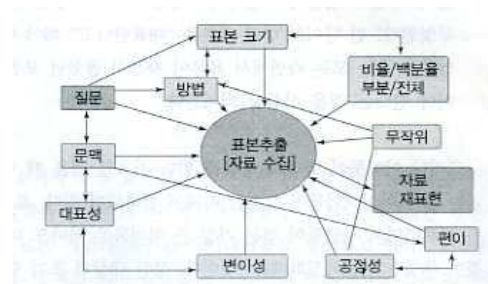 표본 크기
비율/백분율
부분/전체
질문
방법
무작위
표본추출
[자료 수집]
문맥
자료
재표현
대표성
편이
변이성
공정성